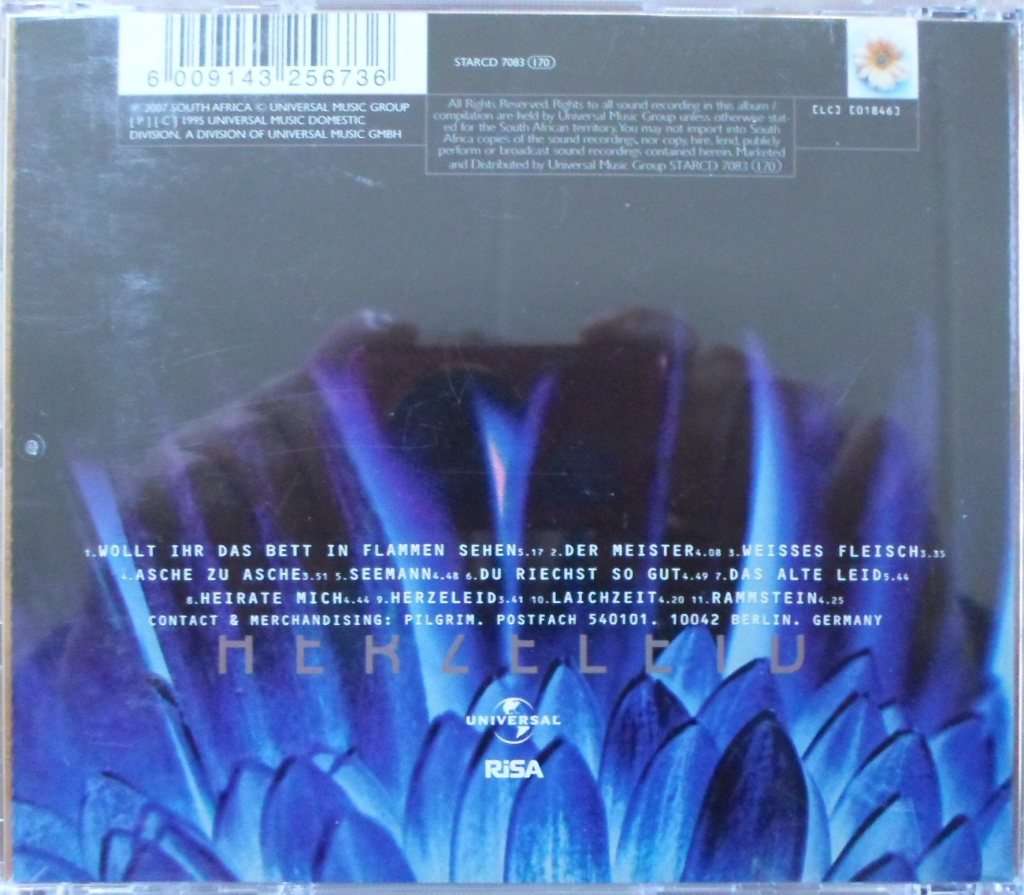 6 009143 256736
STARCD 7083 (170)
℗ 2007 SOUTH AFRICA © UNIVERSAL MUSIC GROUP
[P][C] 1995 UNIVERSAL MUSIC DOMESTIC
DIVISION. A DIVISION OF UNIVERSAL MUSIC GMBH
All Rights Reserved. Rights to all sound recording in this album /
compilation are held by Universal Music Group unless otherwise stat-
ed for the South African territory. You may not import into South
Africa copies of the sound recordings, nor copy, hire, lend, publicly
perform or broadcast sound recordings contained herein. Marketed
and Distributed by Universal Music Group STARCD 7083 (170)
[LC] [01846]
1.WOLLT IHR DAS BETT IN FLAMMEN SEHEN5.17 2.DER MEISTER4.08 3.WEISSES FLEISCH3.35
4.ASCHE ZU ASCHE3.51 5.SEEMANN4.48 6.DU RIECHST SO GUT4.49 7.DAS ALTE LEID5.44
8.HEIRATE MICH4.44 9.HERZELEID3.41 10.LAICHZEIT4.20 11.RAMMSTEIN4.25
CONTACT & MERCHANDISING: PILGRIM. POSTFACH 540101. 10042 BERLIN. GERMANY
HERZELEID
UNIVERSAL
RiSA